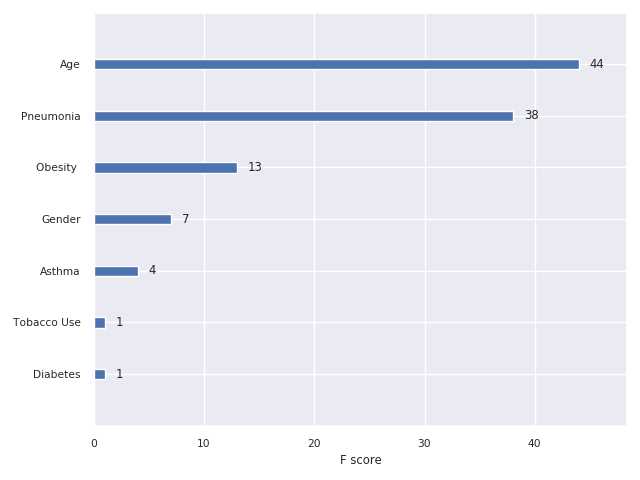 Age 44
Pneumonia 38
Obesity 13
Gender 7
Asthma 4
Tobacco Use 1
Diabetes 1
0 10 20 30 40
F score